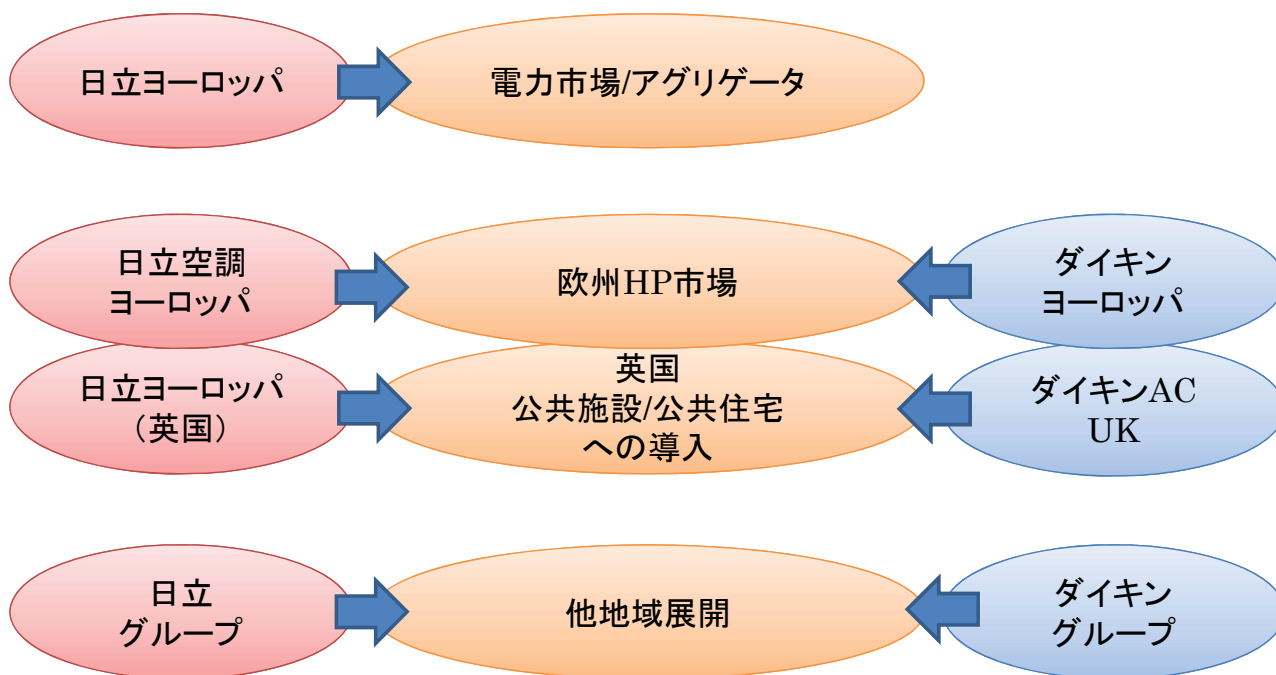 日立ヨーロッパ
電力市場/アグリゲータ
日立空調
ヨーロッパ
欧州HP市場
ダイキン
ヨーロッパ
日立ヨーロッパ
（英国）
英国
公共施設/公共住宅
への導入
ダイキンAC
UK
日立
グループ
他地域展開
ダイキン
グループ